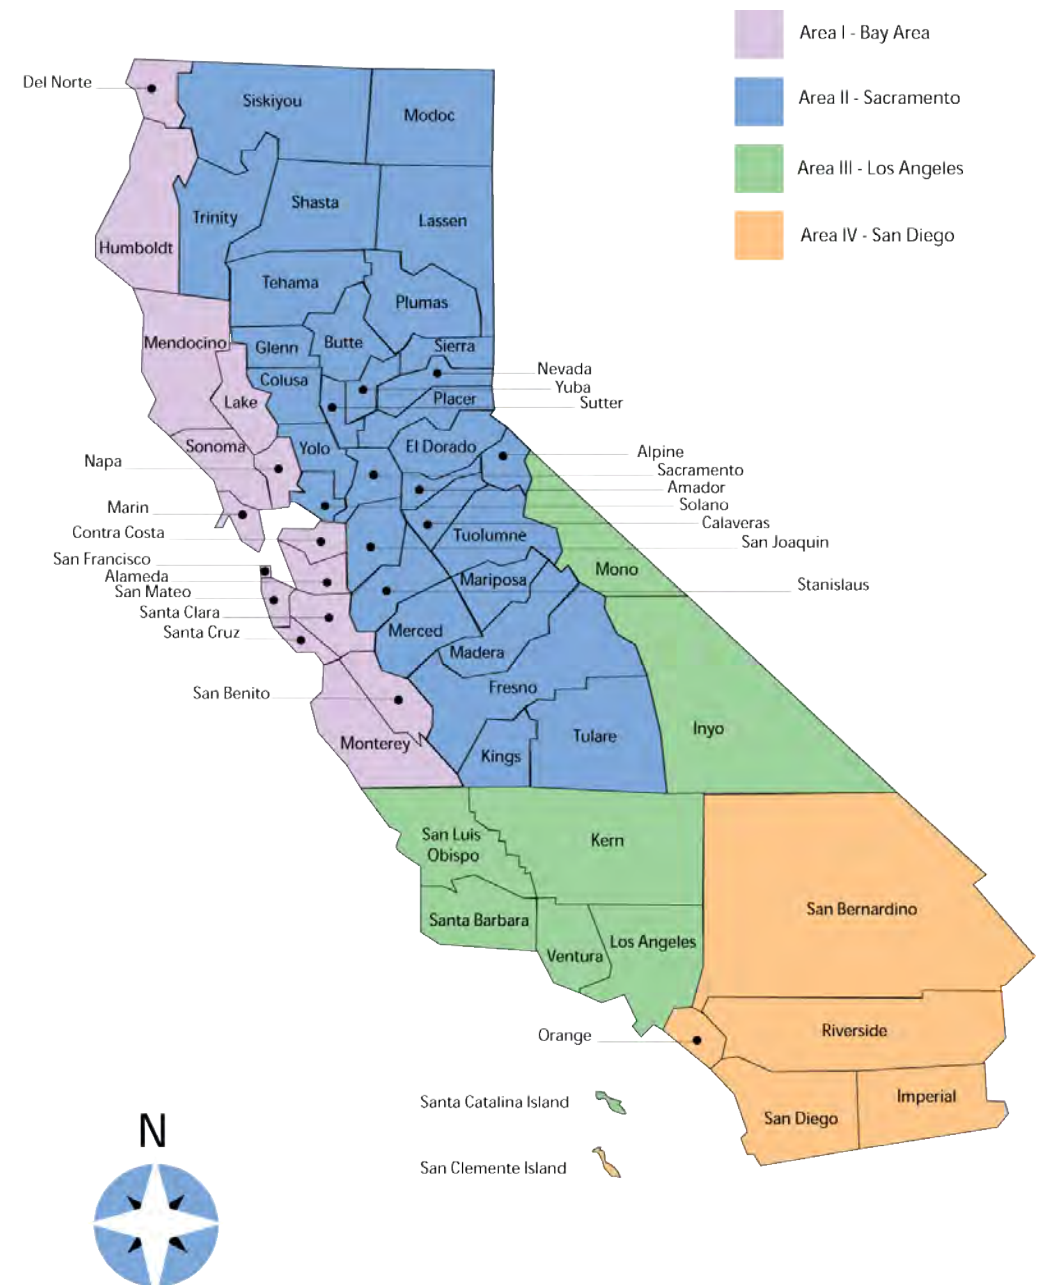 Area I - Bay Area
Area II - Sacramento
Area III - Los Angeles
Area IV - San Diego
Del Norte
Siskiyou
Modoc
Shasta
Trinity
Lassen
Humboldt
Tehama
Plumas
Mendocino
Glenn
Butte
Sierra
Nevada
Colusa
Yuba
Placer
Sutter
Lake
Sonoma
Yolo
El Dorado
Alpine
Napa
Sacramento
Amador
Marin
Solano
Calaveras
Contra Costa
Tuolumne
San Joaquin
San Francisco
Mono
Alameda
Mariposa
San Mateo
Stanislaus
Santa Clara
Santa Cruz
Merced
Madera
San Benito
Fresno
Inyo
Monterey
Tulare
Kings
San Luis
Obispo
Kern
Santa Barbara
San Bernardino
Los Angeles
Ventura
Orange
Riverside
Imperial
Santa Catalina Island
San Diego
N
San Clemente Island